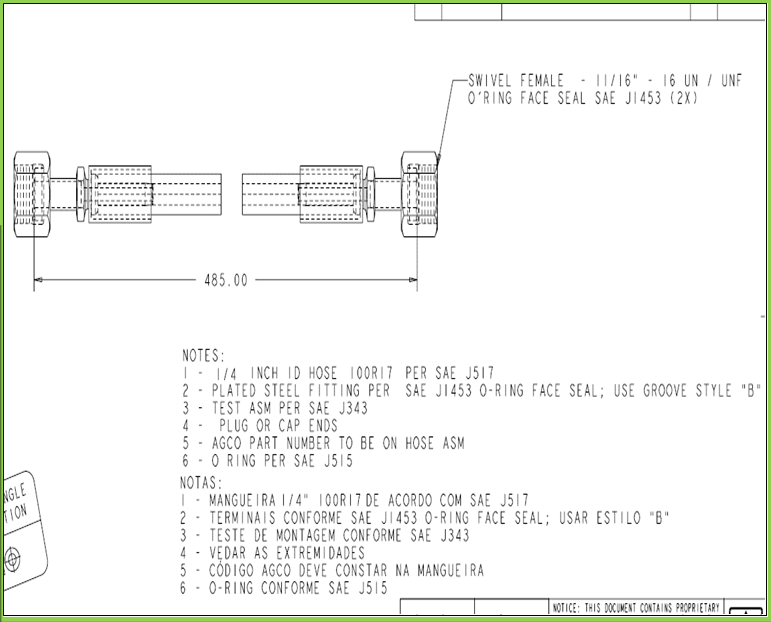 SWIVEL FEMALE - 11/16" - 16 UN / UNF
O'RING FACE SEAL SAE J1453 (2X)
485.00
NOTES:
1 - 1/4 INCH ID HOSE 100R17 PER SAE J517
2 - PLATED STEEL FITTING PER SAE J1453 O-RING FACE SEAL; USE GROOVE STYLE "B"
3 - TEST ASM PER SAE J343
4 - PLUG OR CAP ENDS
5 - AGCO PART NUMBER TO BE ON HOSE ASM
6 - O RING PER SAE J515
NOTAS:
1 - MANGUEIRA 1/4" 100R17 DE ACORDO COM SAE J517
2 - TERMINAIS CONFORME SAE J1453 O-RING FACE SEAL; USAR ESTILO "B"
3 - TESTE DE MONTAGEM CONFORME SAE J343
4 - VEDAR AS EXTREMIDADES
5 - CÓDIGO AGCO DEVE CONSTAR NA MANGUEIRA
6 - O-RING CONFORME SAE J515
NGLE
TION
NOTICE: THIS DOCUMENT CONTAINS PROPRIETARY